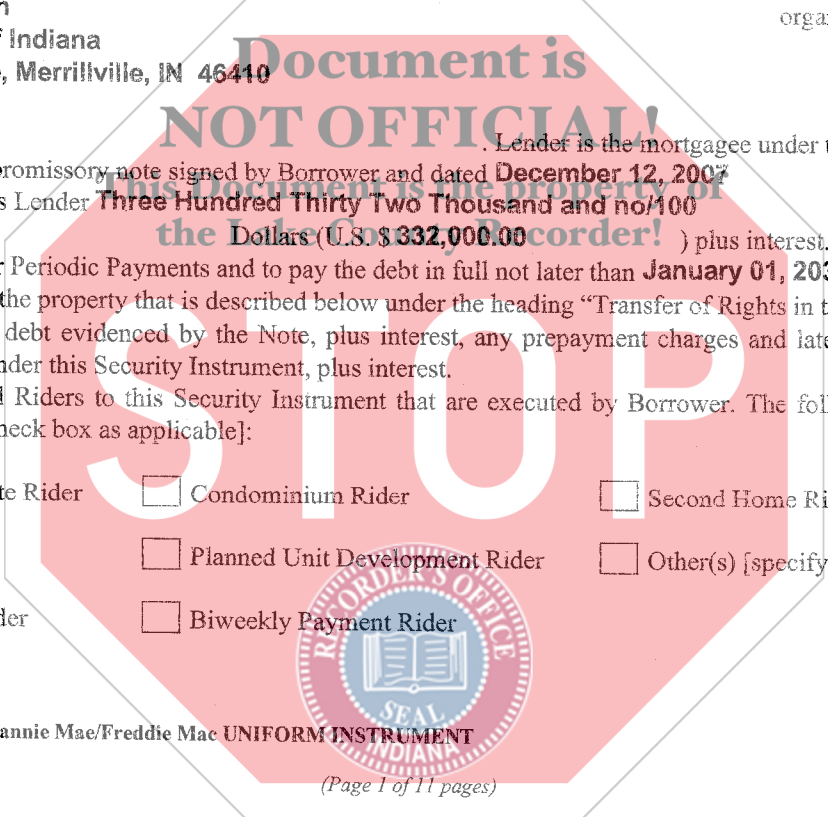 orga
f Indiana
, Merrillville, IN 46410
Document is
NOT OFFICIAL!
. Lender is the mortgagee under
promissory note signed by Borrower and dated December 12, 2007
s Lender Three Hundred Thirty Two Thousand and no/100
This Document is the property of
the Lake County Recorder!
Dollars (U.S. $ 332,000.00 ) plus interest.
Periodic Payments and to pay the debt in full not later than January 01, 203
the property that is described below under the heading “Transfer of Rights in t
debt evidenced by the Note, plus interest, any prepayment charges and late
nder this Security Instrument, plus interest.
Riders to this Security Instrument that are executed by Borrower. The foll
heck box as applicable]:
STOP
te Rider Condominium Rider Second Home Ri
Planned Unit Development Rider Other(s) [specify
der Biweekly Payment Rider
RECORDER'S OFFICE
SEAL
INDIANA
annie Mae/Freddie Mac UNIFORM INSTRUMENT
(Page 1 of 11 pages)